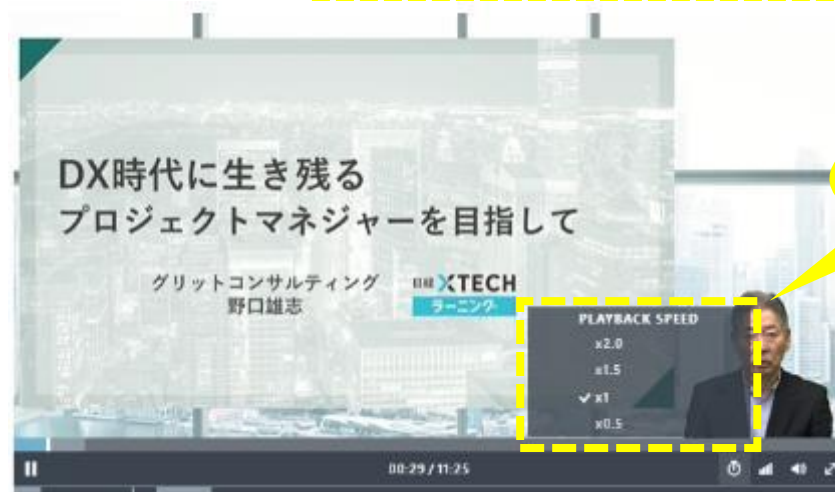 DX時代に生き残る
プロジェクトマネジャーを目指して
グリットコンサルティング
野口雄志
日経 XTECH
ラーニング
PLAYBACK SPEED
x2.0
x1.5
✓ x1
x0.5
00:29 / 11:25